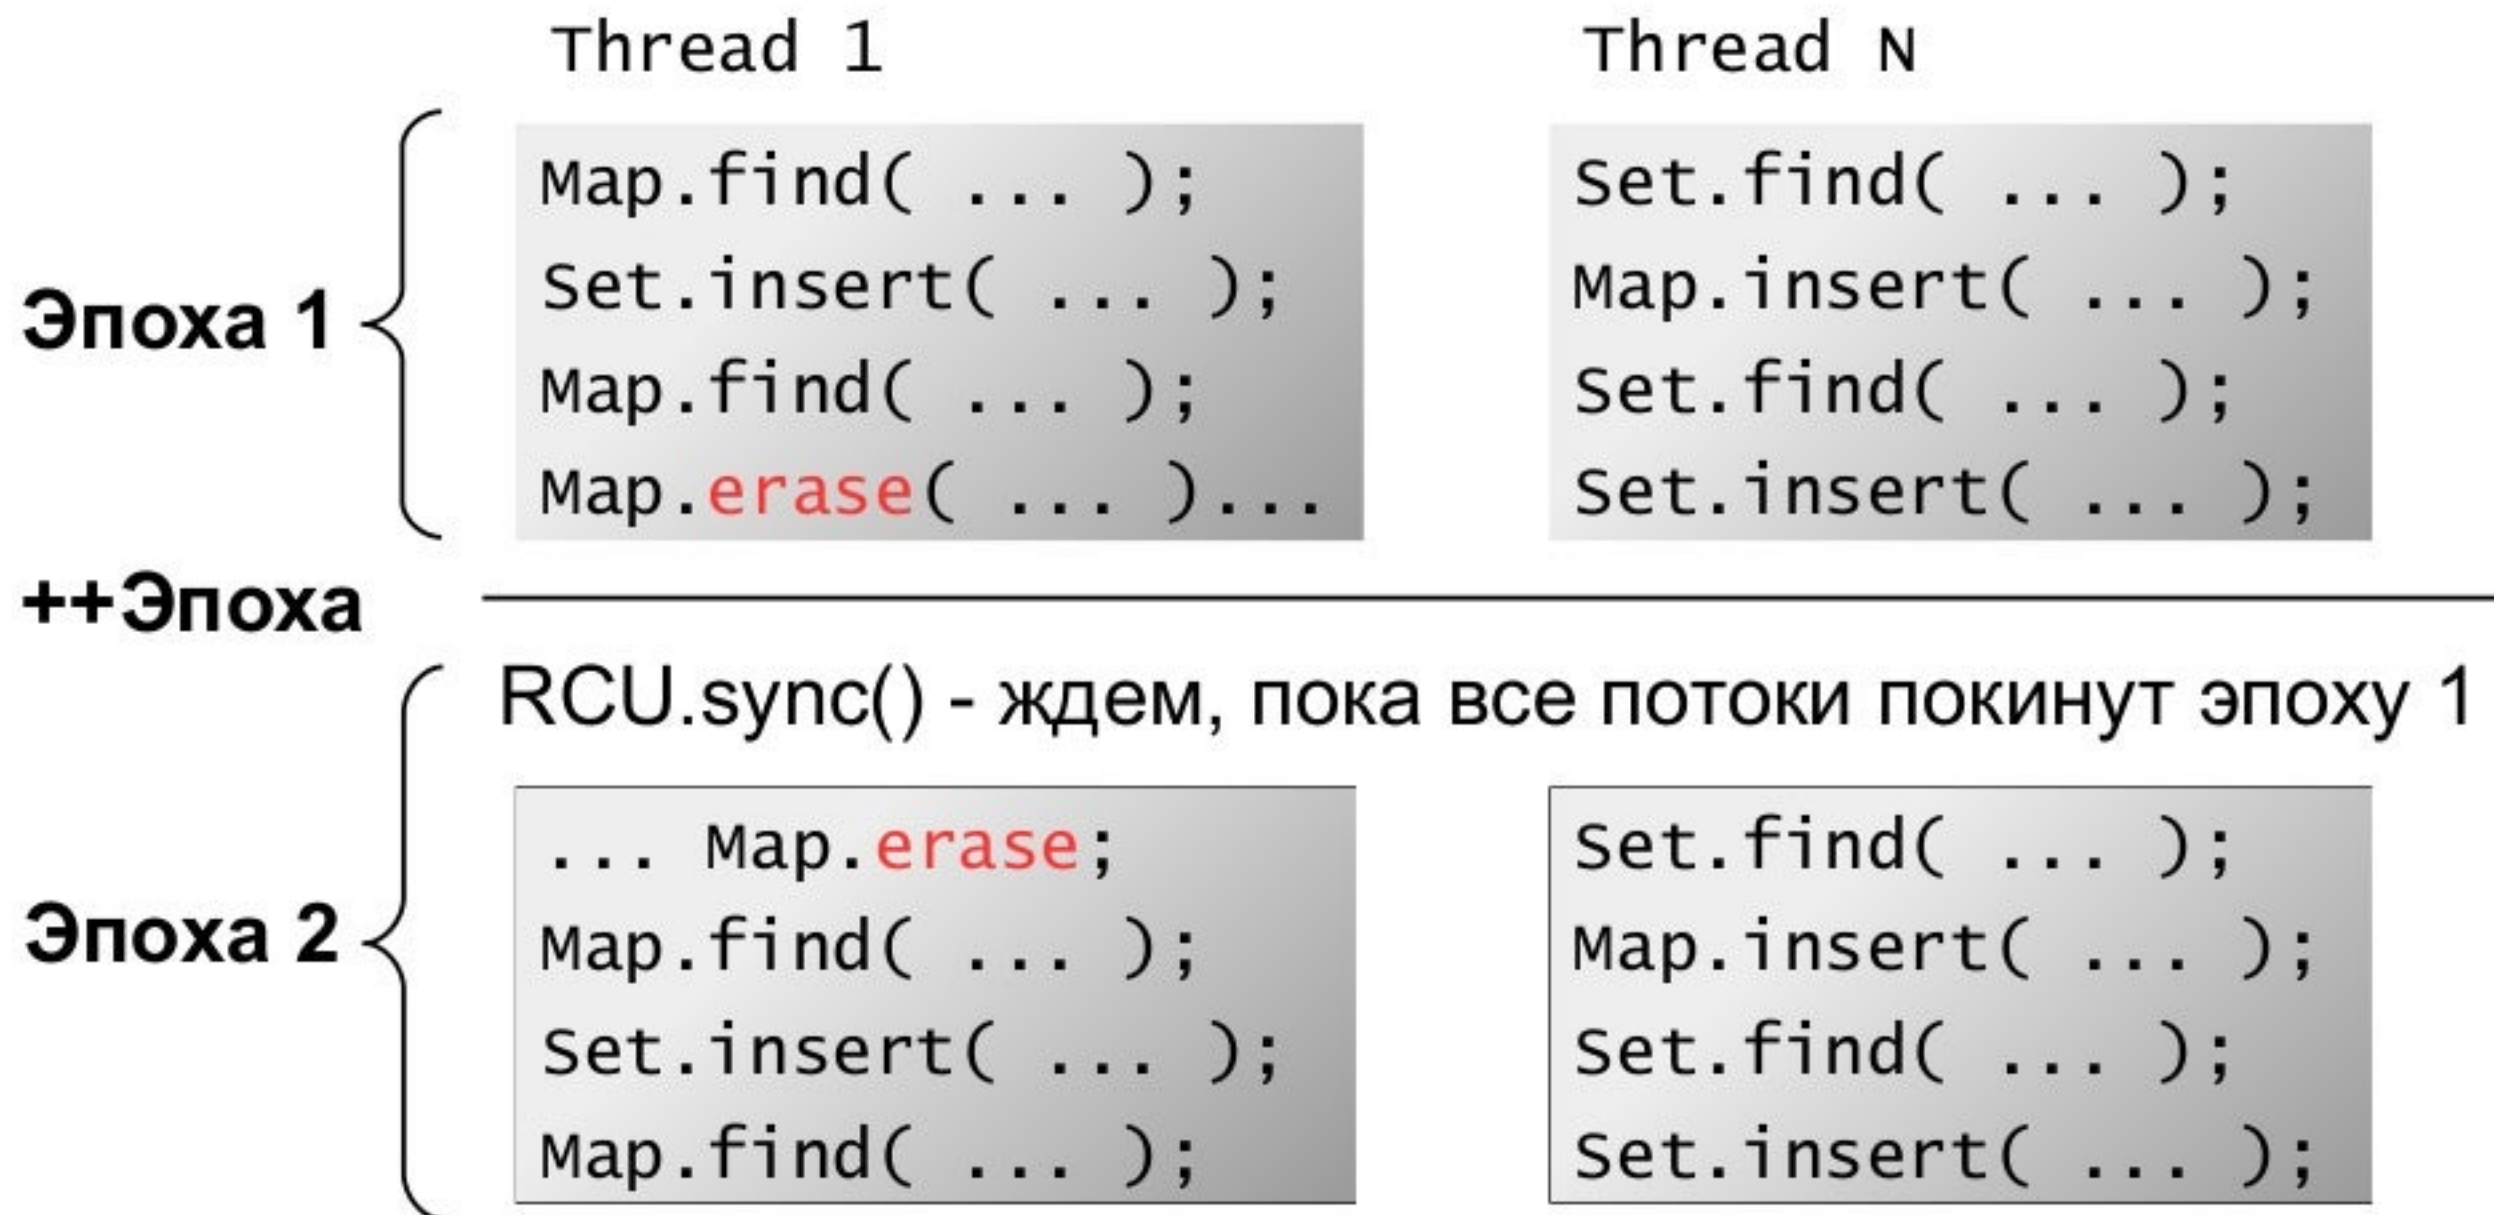 Thread 1
Thread N
Эпоха 1
Map.find( ... );
Set.insert( ... );
Map.find( ... );
Map.erase( ... )...
Set.find( ... );
Map.insert( ... );
Set.find( ... );
Set.insert( ... );
++Эпоха
RCU.sync() - ждем, пока все потоки покинут эпоху 1
Эпоха 2
... Map.erase;
Map.find( ... );
Set.insert( ... );
Map.find( ... );
Set.find( ... );
Map.insert( ... );
Set.find( ... );
Set.insert( ... );